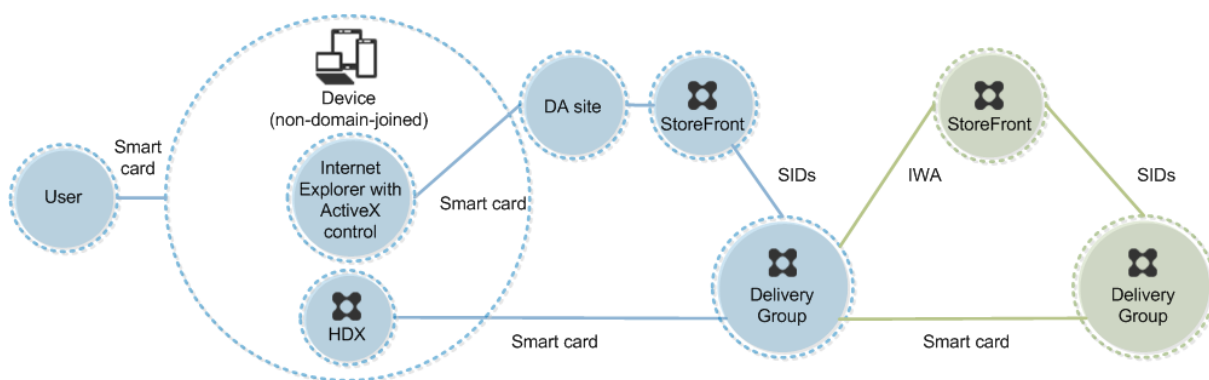 User
Smart
card
Device
(non-domain-joined)
Internet
Explorer with
ActiveX
control
HDX
Smart card
DA site
StoreFront
SIDs
Delivery
Group
Smart card
IWA
StoreFront
SIDs
Delivery
Group
Smart card